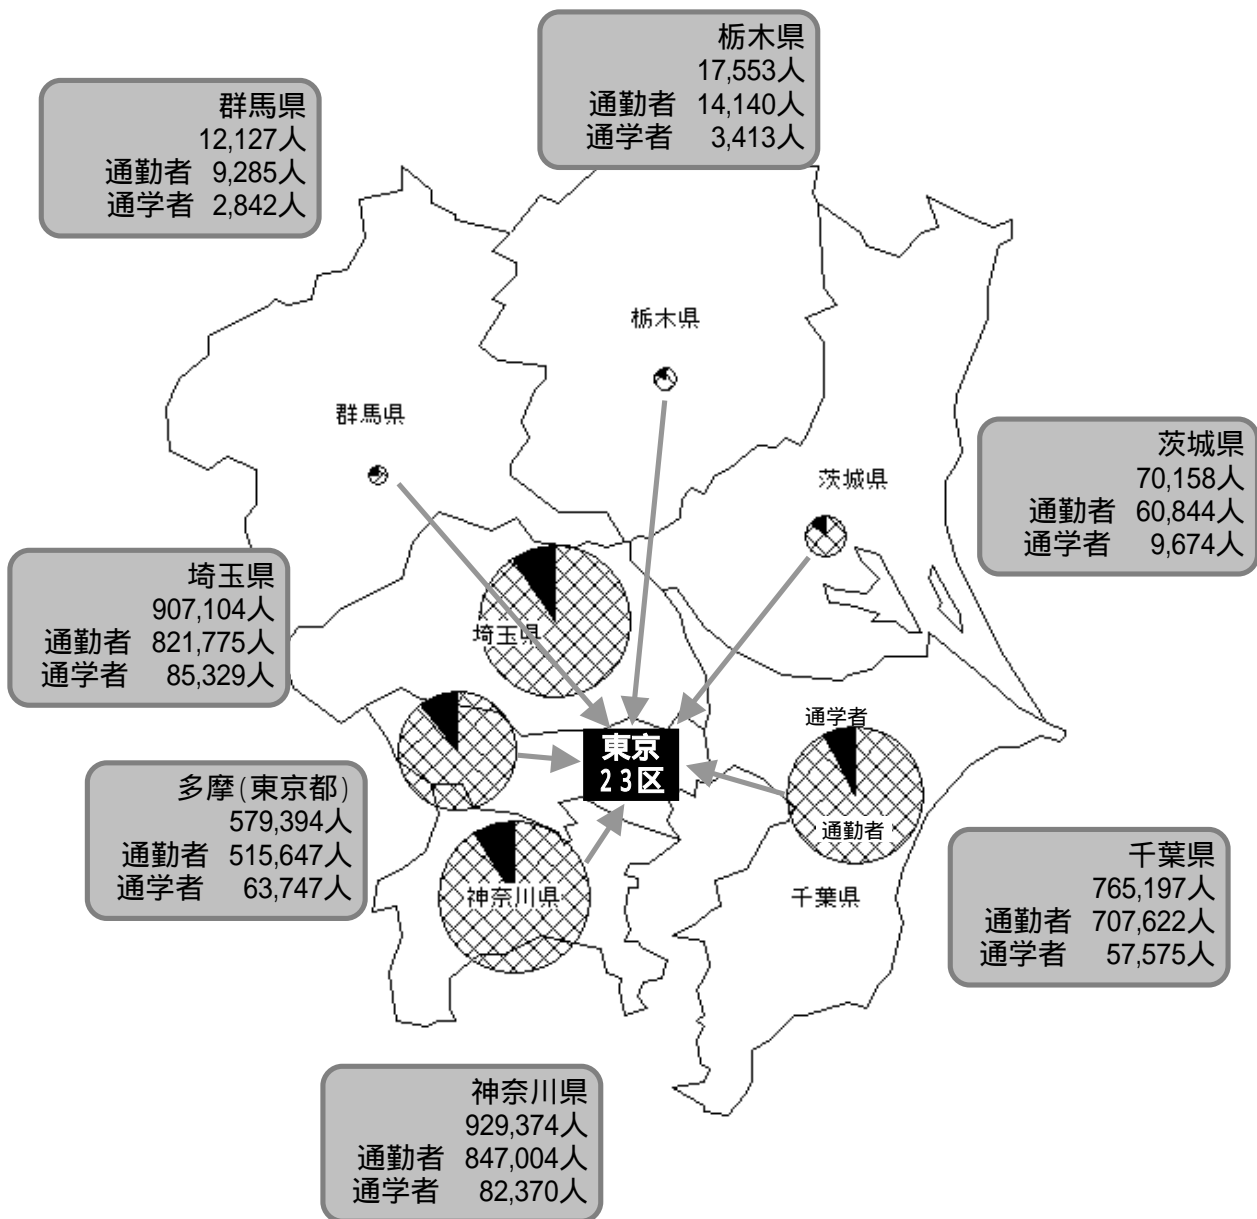 栃木県
17,553人
通勤者 14,140人
通学者 3,413人
群馬県
12,127人
通勤者 9,285人
通学者 2,842人
栃木県
群馬県
茨城県
茨城県
70,158人
通勤者 60,844人
通学者 9,674人
埼玉県
907,104人
通勤者 821,775人
通学者 85,329人
埼玉県
通学者
東京
23区
通勤者
多摩(東京都)
579,394人
通勤者 515,647人
通学者 63,747人
神奈川県
千葉県
千葉県
765,197人
通勤者 707,622人
通学者 57,575人
神奈川県
929,374人
通勤者 847,004人
通学者 82,370人